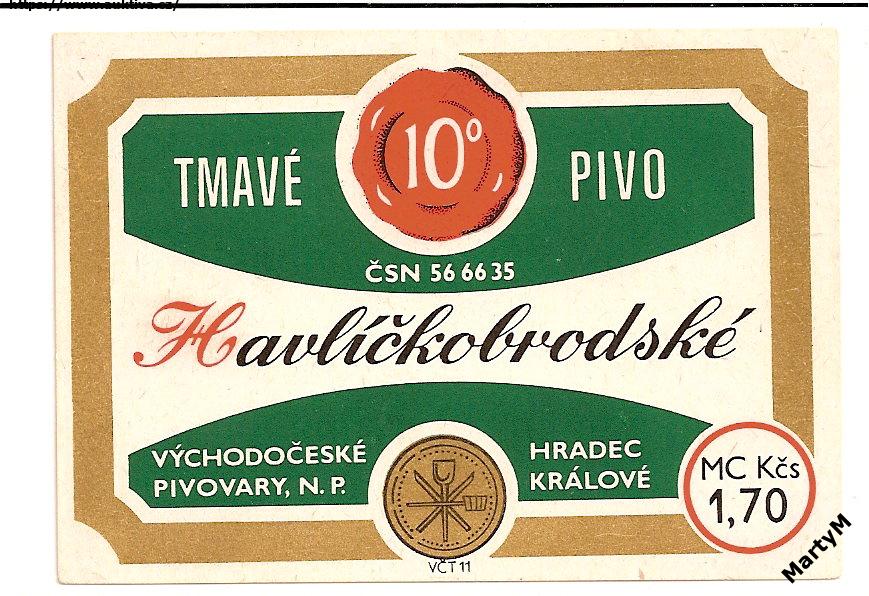 https://www.auktiva.cz/
TMAVÉ
10°
PIVO
ČSN 56 66 35
Havlíčkobrodské
VÝCHODOČESKÉ
PIVOVARY, N. P.
HRADEC
KRÁLOVÉ
MC Kčs
1,70
VČT 11
MartyM